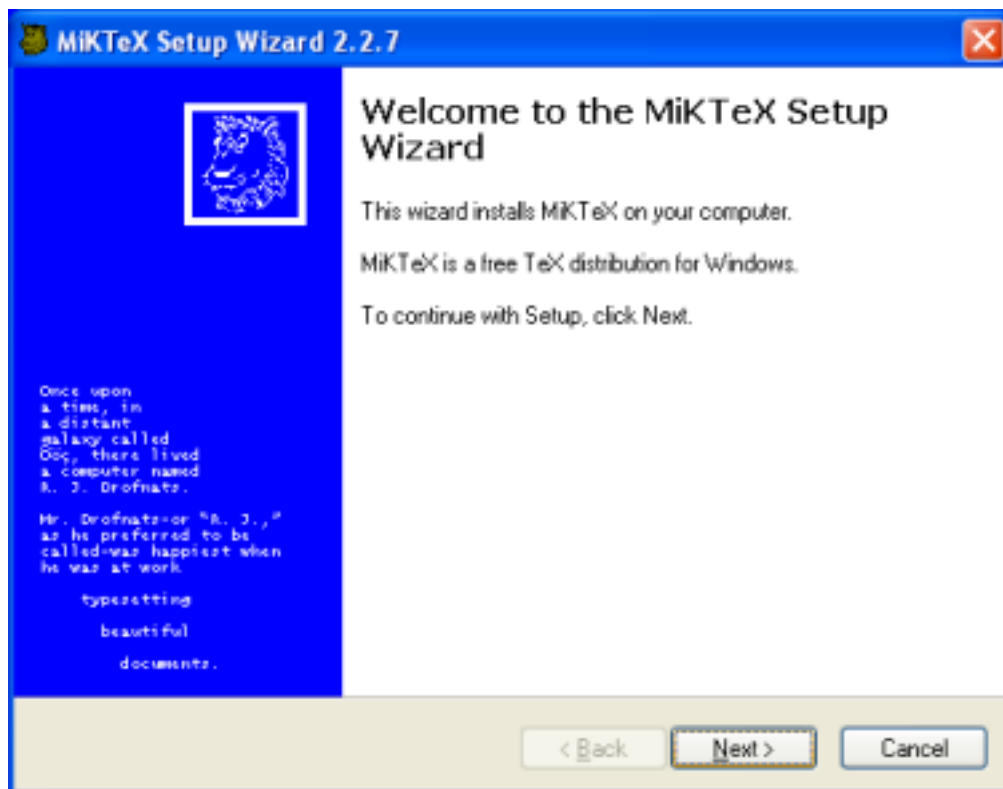 MiKTeX Setup Wizard 2.2.7
Welcome to the MiKTeX Setup
Wizard
This wizard installs MiKTeX on your computer.
MiKTeX is a free TeX distribution for Windows.
To continue with Setup, click Next.
Once upon
a time, in
a distant
galaxy called
Ööç, there lived
a computer named
R. J. Drofnats.
Mr. Drofnats-or "R. J.,"
as he preferred to be
called-was happiest when
he was at work
typesetting
beautiful
documents.
< Back
Next >
Cancel